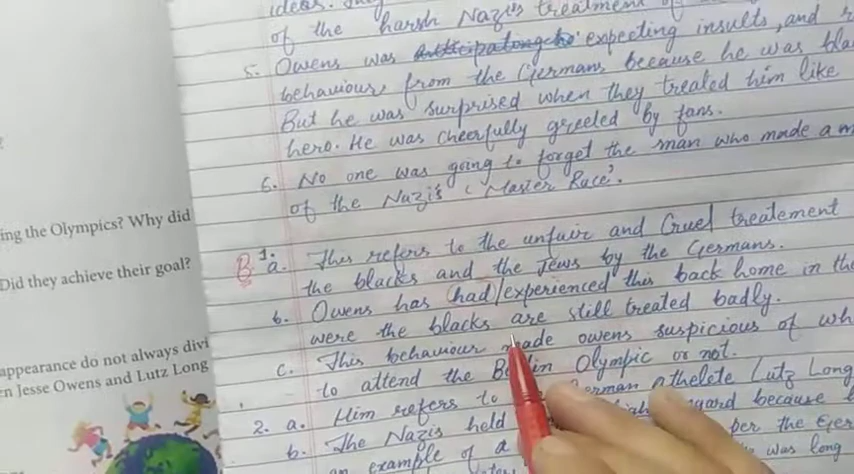 ideas.
of the harsh Nazi's treatment of
5. Owens was expecting insults, and
behaviour, from the Germans because he was bla
But he was surprised when they treated him like
hero. He was cheerfully greeted by fans.
6. No one was going to forget the man who made a m
of the Nazi's 'Master Race'.
B 1. a. This refers to the unfair and Cruel treatement
the blacks and the Jews by the Germans.
b. Owens has had/experienced this back home in the
were the blacks are still treated badly.
c. This behaviour made owens suspicious of wh
to attend the Berlin Olympic or not.
2. a. Him refers to German Athelete Lutz Long
b. The Nazis held regard because
an example of a per the Ger
was long
ing the Olympics? Why did
Did they achieve their goal?
appearance do not always divi
en Jesse Owens and Lutz Long